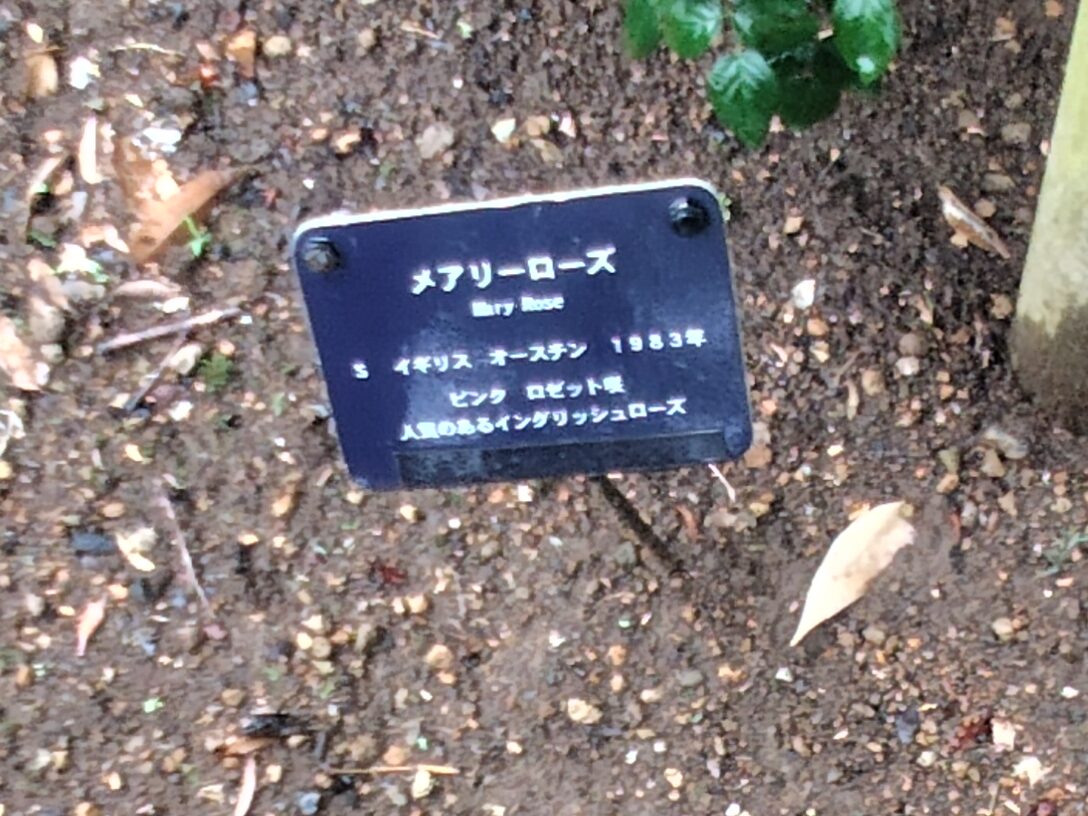 メアリーローズ
Mary Rose
S イギリス オースチン 1983年
ピンク ロゼット咲
人気のあるイングリッシュローズ